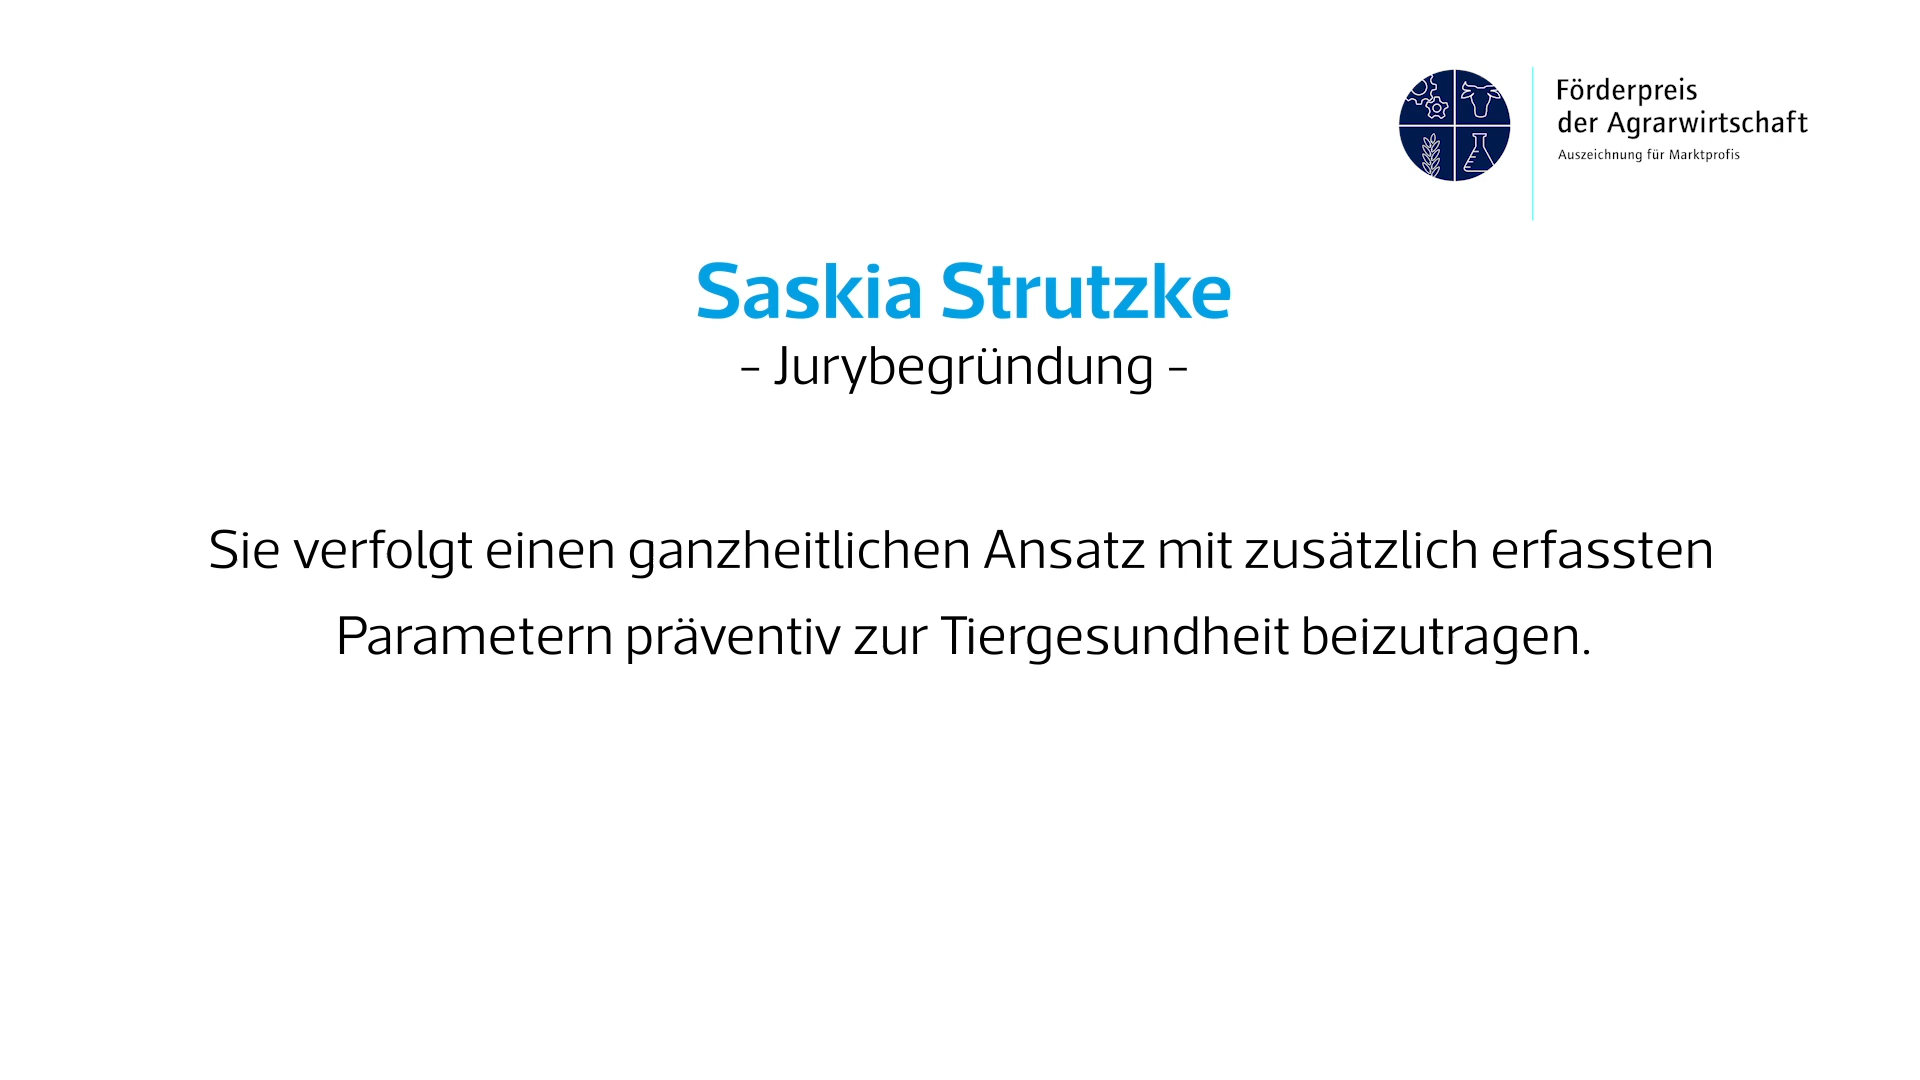 Förderpreis
der Agrarwirtschaft
Auszeichnung für Marktprofis
Saskia Strutzke
- Jurybegründung -
Sie verfolgt einen ganzheitlichen Ansatz mit zusätzlich erfassten
Parametern präventiv zur Tiergesundheit beizutragen.